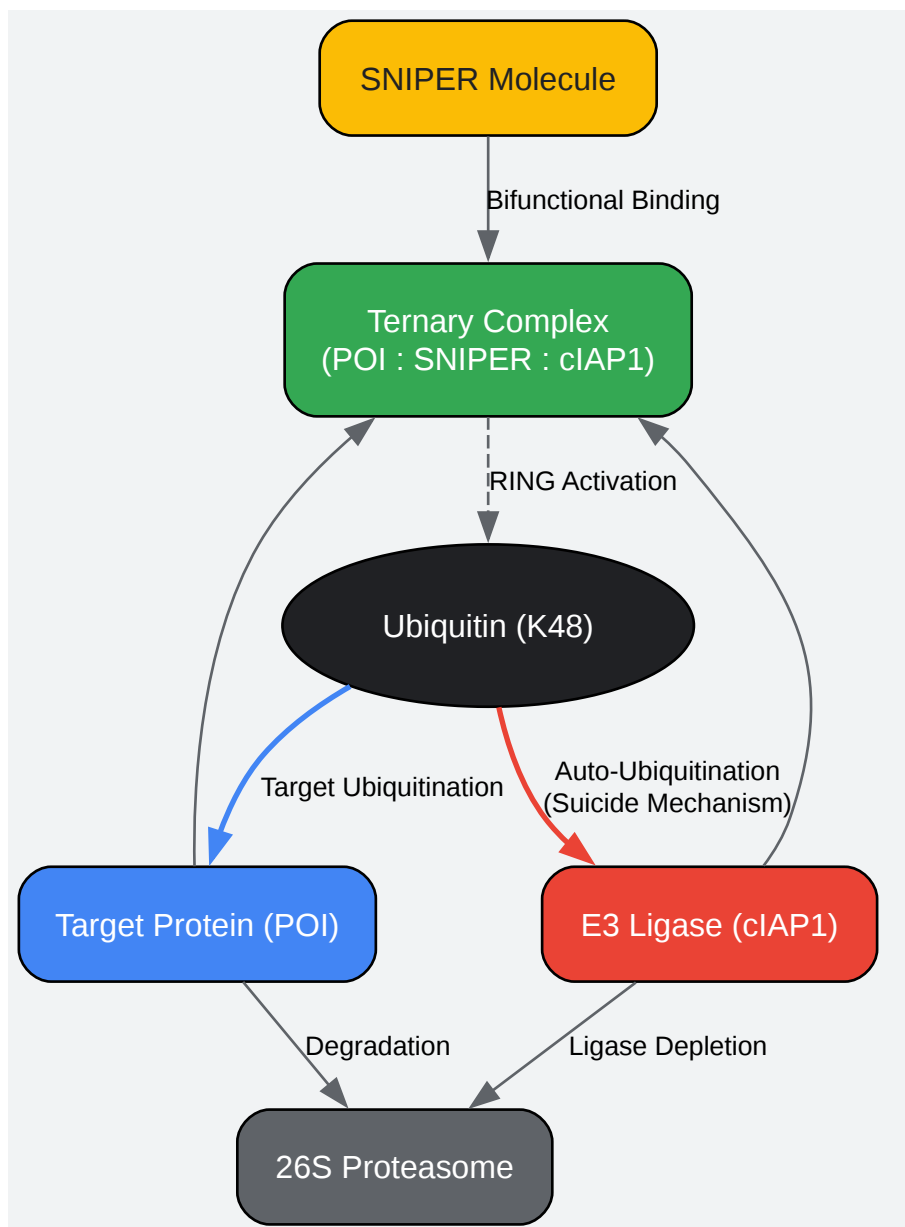 SNIPER Molecule
Bifunctional Binding
Ternary Complex
(POI : SNIPER : cIAP1)
RING Activation
Ubiquitin (K48)
Target Ubiquitination
Auto-Ubiquitination
(Suicide Mechanism)
Target Protein (POI)
E3 Ligase (cIAP1)
Degradation
Ligase Depletion
26S Proteasome